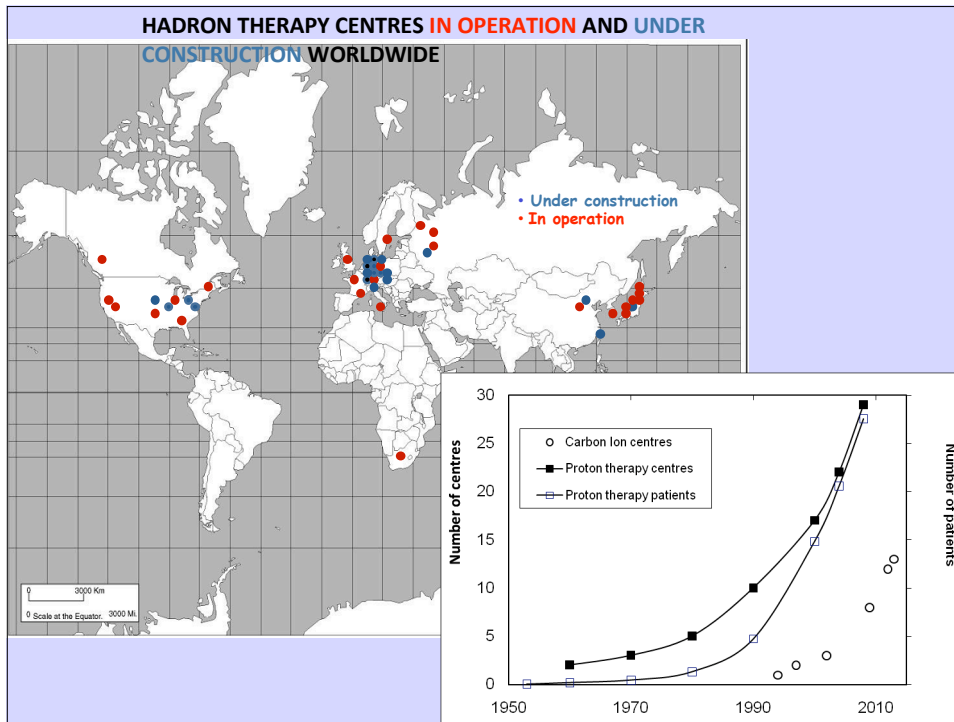 HADRON THERAPY CENTRES IN OPERATION AND UNDER
CONSTRUCTION WORLDWIDE
• Under construction
• In operation
0 3000 Km
0 Scale at the Equator. 3000 Mi.
30
25
20
15
10
5
0
Number of centres
Carbon Ion centres
Proton therapy centres
Proton therapy patients
Number of patients
1950 1970 1990 2010